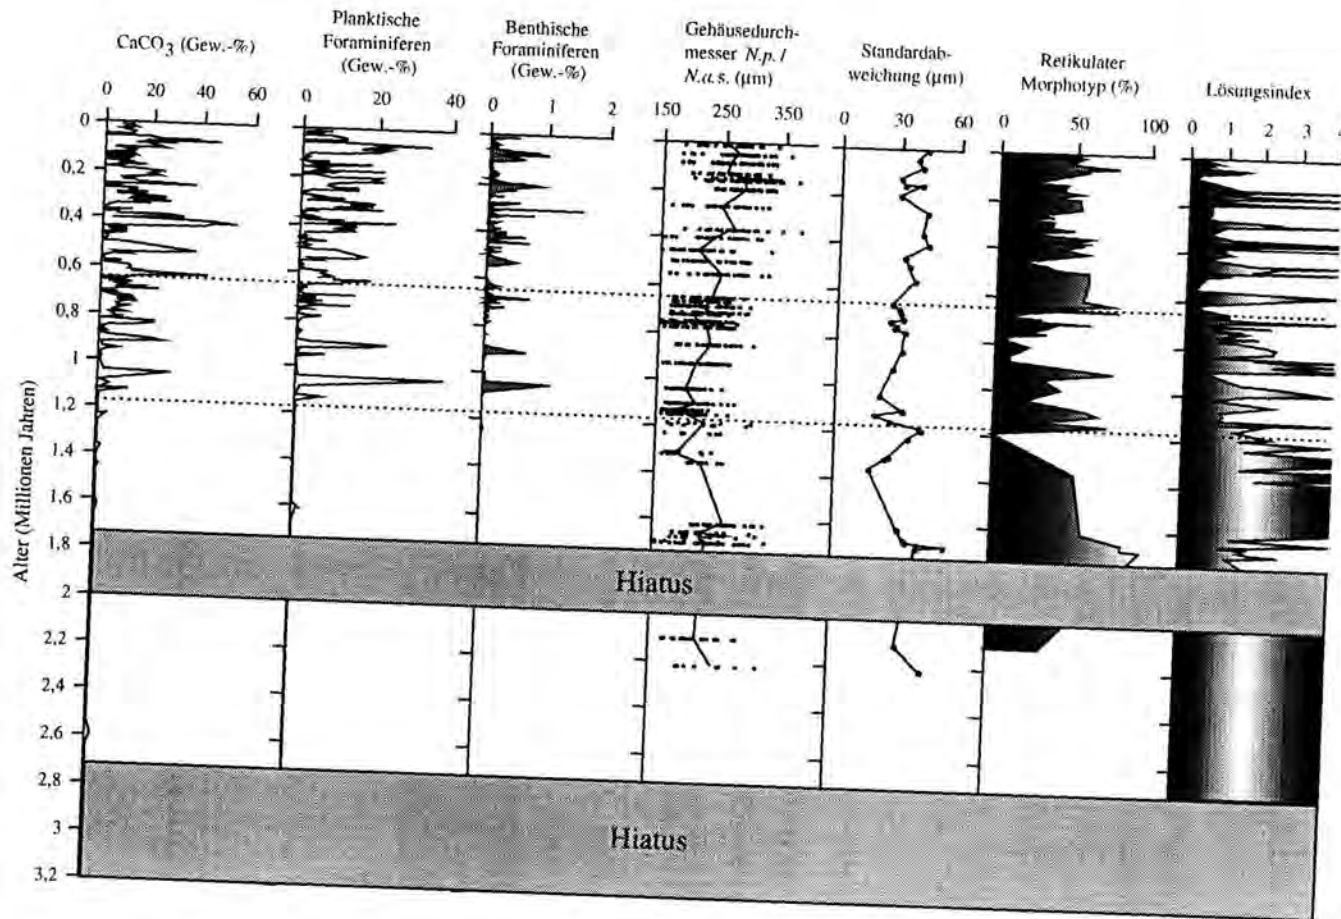 CaCO3 (Gew.-%)
0 20 40 60
Planktische
Foraminiferen
(Gew.-%)
0 20 40
Benthische
Foraminiferen
(Gew.-%)
0 1 2
Gehäusedurch-
messer N.p./
N.a.s. (µm)
150 250 350
Standardab-
weichung (µm)
0 30 60
Retikulater
Morphotyp (%)
0 50 100
Lösungsindex
0 1 2 3 4
Alter (Millionen Jahren)
0
0,2
0,4
0,6
0,8
1
1,2
1,4
1,6
1,8
2
2,2
2,4
2,6
2,8
3
3,2
Hiatus
Hiatus